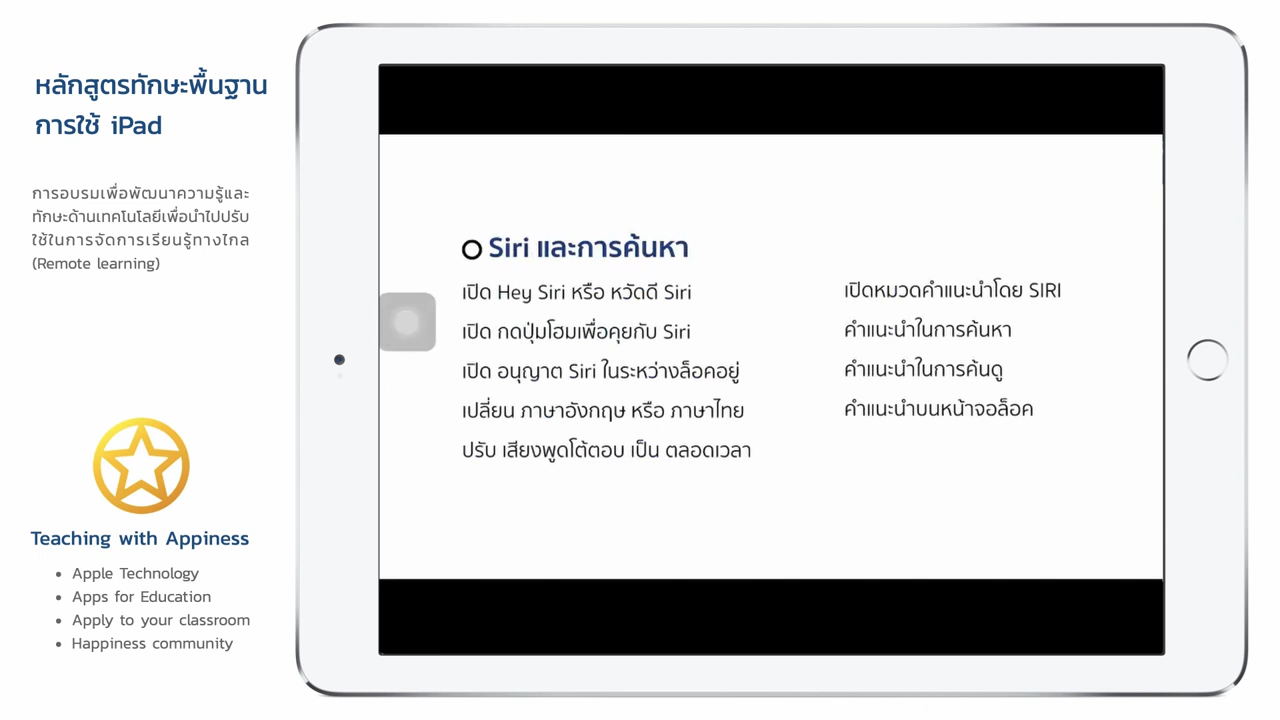 หลักสูตรทักษะพื้นฐาน
การใช้ iPad
การอบรมเพื่อพัฒนาความรู้และ
ทักษะด้านเทคโนโลยีเพื่อนำไปปรับ
ใช้ในการจัดการเรียนรู้ทางไกล
(Remote learning)
Teaching with Appiness
• Apple Technology
• Apps for Education
• Apply to your classroom
• Happiness community
Siri และการค้นหา
เปิด Hey Siri หรือ หวัดดี Siri
เปิด กดปุ่มโฮมเพื่อคุยกับ Siri
เปิด อนุญาต Siri ในระหว่างล็อคอยู่
เปลี่ยน ภาษาอังกฤษ หรือ ภาษาไทย
ปรับ เสียงพูดโต้ตอบ เป็น ตลอดเวลา
เปิดหมวดคำแนะนำโดย SIRI
คำแนะนำในการค้นหา
คำแนะนำในการค้นดู
คำแนะนำบนหน้าจอล็อค